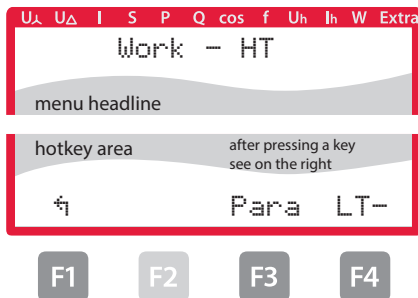 U⅄ U△ I S P Q cos f Uh Ih W Extra
Work - HT
menu headline
hotkey area
after pressing a key
see on the right
↰ Para LT-
F1 F2 F3 F4